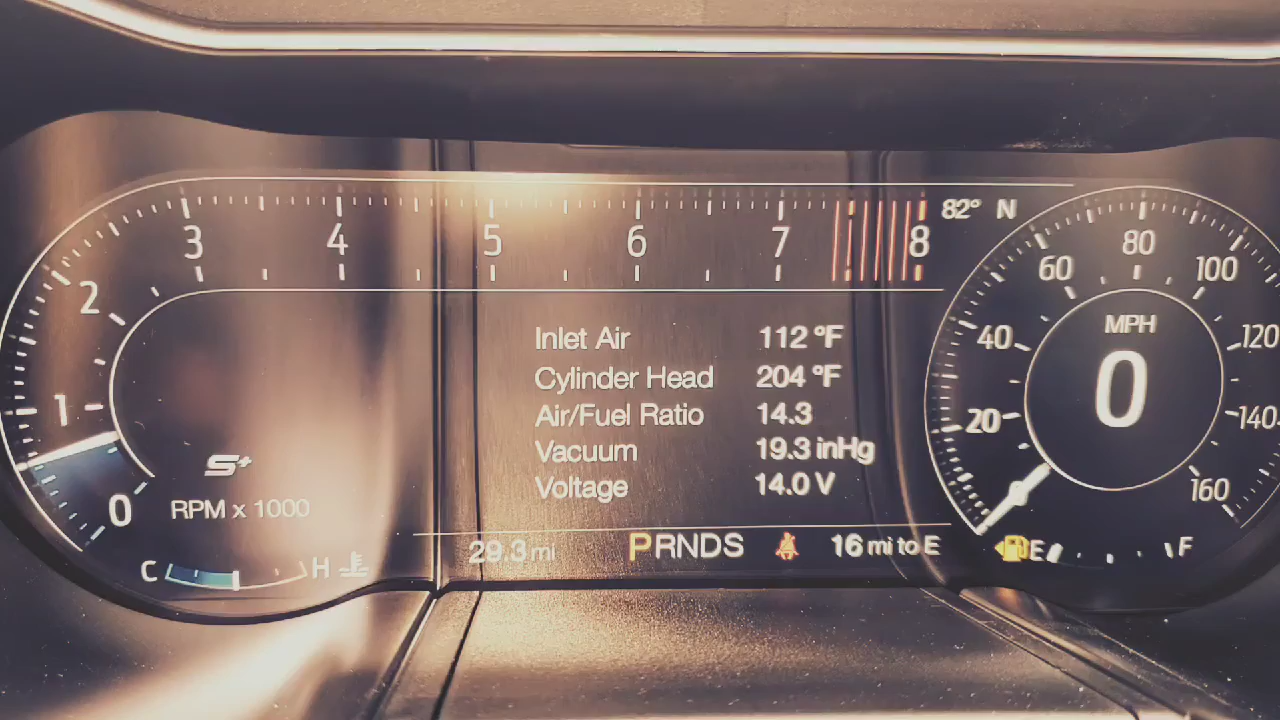 0 1 2 3 4 5 6 7 8
82° N
S+
RPM x 1000
C H
Inlet Air 112 °F
Cylinder Head 204 °F
Air/Fuel Ratio 14.3
Vacuum 19.3 inHg
Voltage 14.0 V
29.3 mi PRNDS 16 mi to E
20 40 60 80 100 120 140 160
MPH
0
E F